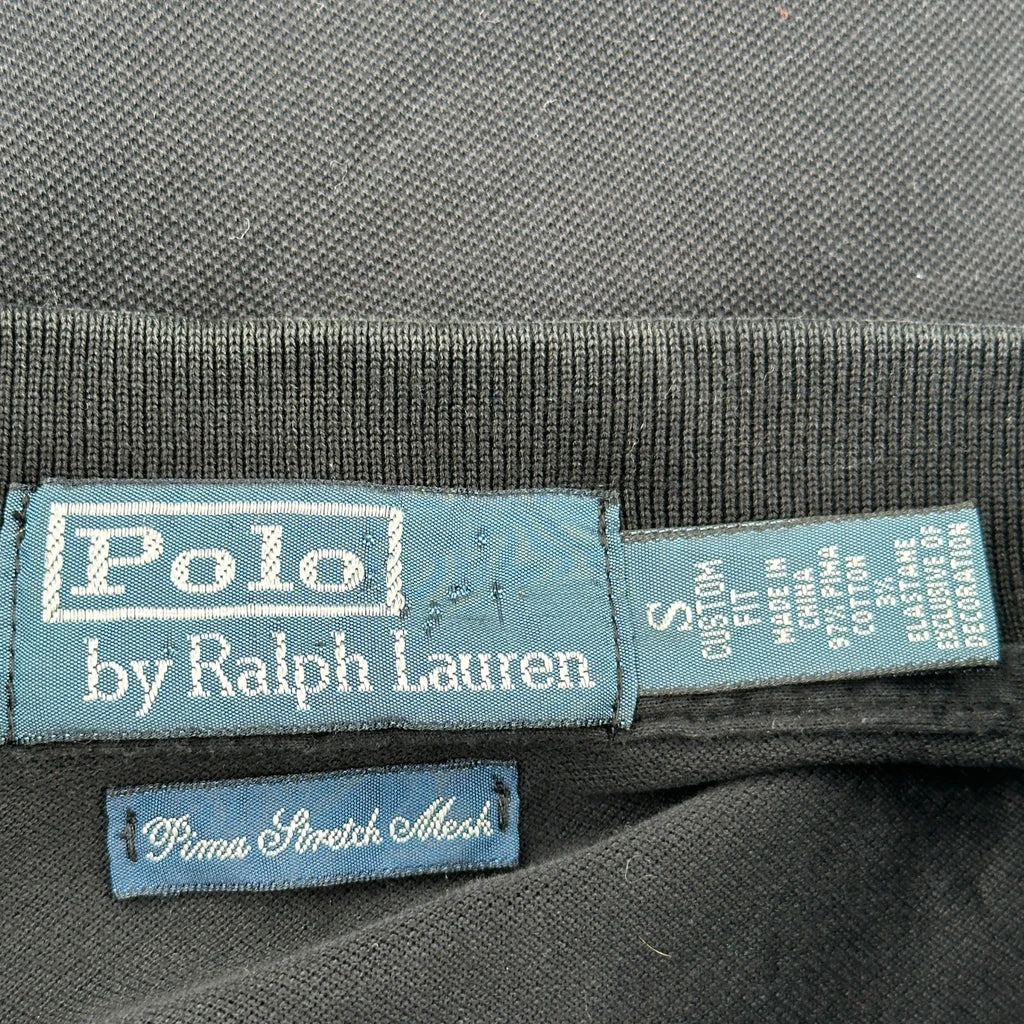 Polo
by Ralph Lauren
S
CUSTOM
FIT
MADE IN
CHINA
97% PIMA
COTTON
3%
ELASTANE
EXCLUSIVE OF
DECORATION
Pima Stretch Mesh